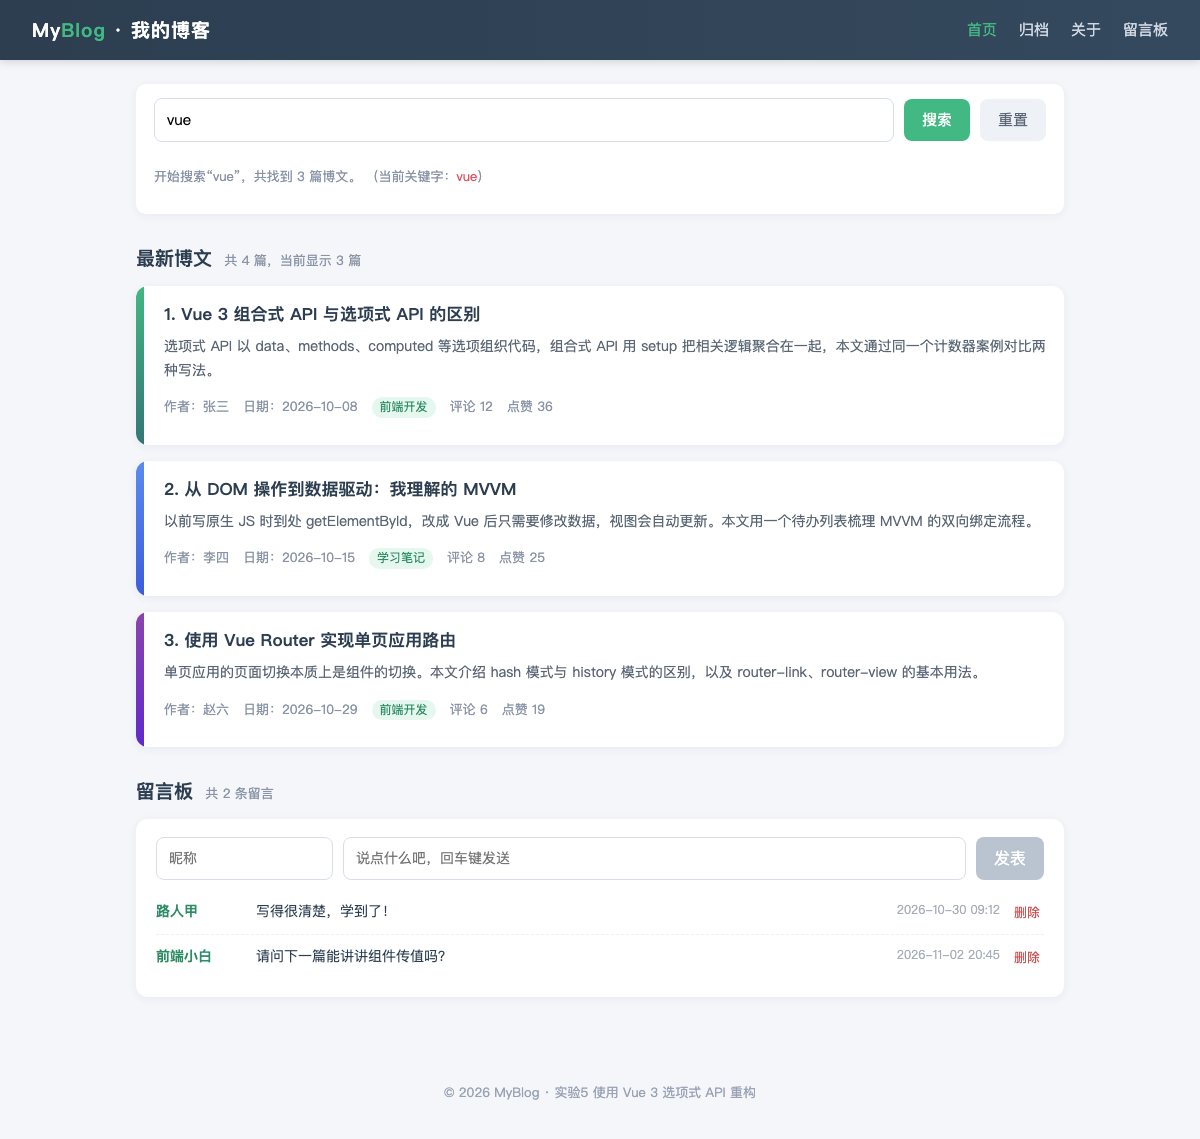 MyBlog · 我的博客
首页 归档 关于 留言板
vue
搜索 重置
开始搜索“vue”，共找到 3 篇博文。 （当前关键字：vue）
最新博文 共 4 篇，当前显示 3 篇
1. Vue 3 组合式 API 与选项式 API 的区别
选项式 API 以 data、methods、computed 等选项组织代码，组合式 API 用 setup 把相关逻辑聚合在一起，本文通过同一个计数器案例对比两
种写法。
作者：张三 日期：2026-10-08 前端开发 评论 12 点赞 36
2. 从 DOM 操作到数据驱动：我理解的 MVVM
以前写原生 JS 时到处 getElementById，改成 Vue 后只需要修改数据，视图会自动更新。本文用一个待办列表梳理 MVVM 的双向绑定流程。
作者：李四 日期：2026-10-15 学习笔记 评论 8 点赞 25
3. 使用 Vue Router 实现单页应用路由
单页应用的页面切换本质上是组件的切换。本文介绍 hash 模式与 history 模式的区别，以及 router-link、router-view 的基本用法。
作者：赵六 日期：2026-10-29 前端开发 评论 6 点赞 19
留言板 共 2 条留言
昵称 说点什么吧，回车键发送 发表
路人甲 写得很清楚，学到了！ 2026-10-30 09:12 删除
前端小白 请问下一篇能讲讲组件传值吗？ 2026-11-02 20:45 删除
© 2026 MyBlog · 实验5 使用 Vue 3 选项式 API 重构